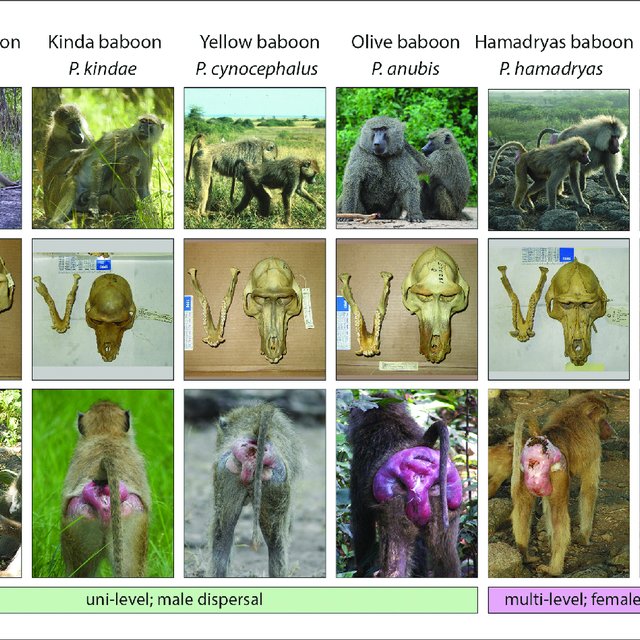 on
Kinda baboon
P. kindae
Yellow baboon
P. cynocephalus
Olive baboon
P. anubis
Hamadryas baboon
P. hamadryas
uni-level; male dispersal
multi-level; female